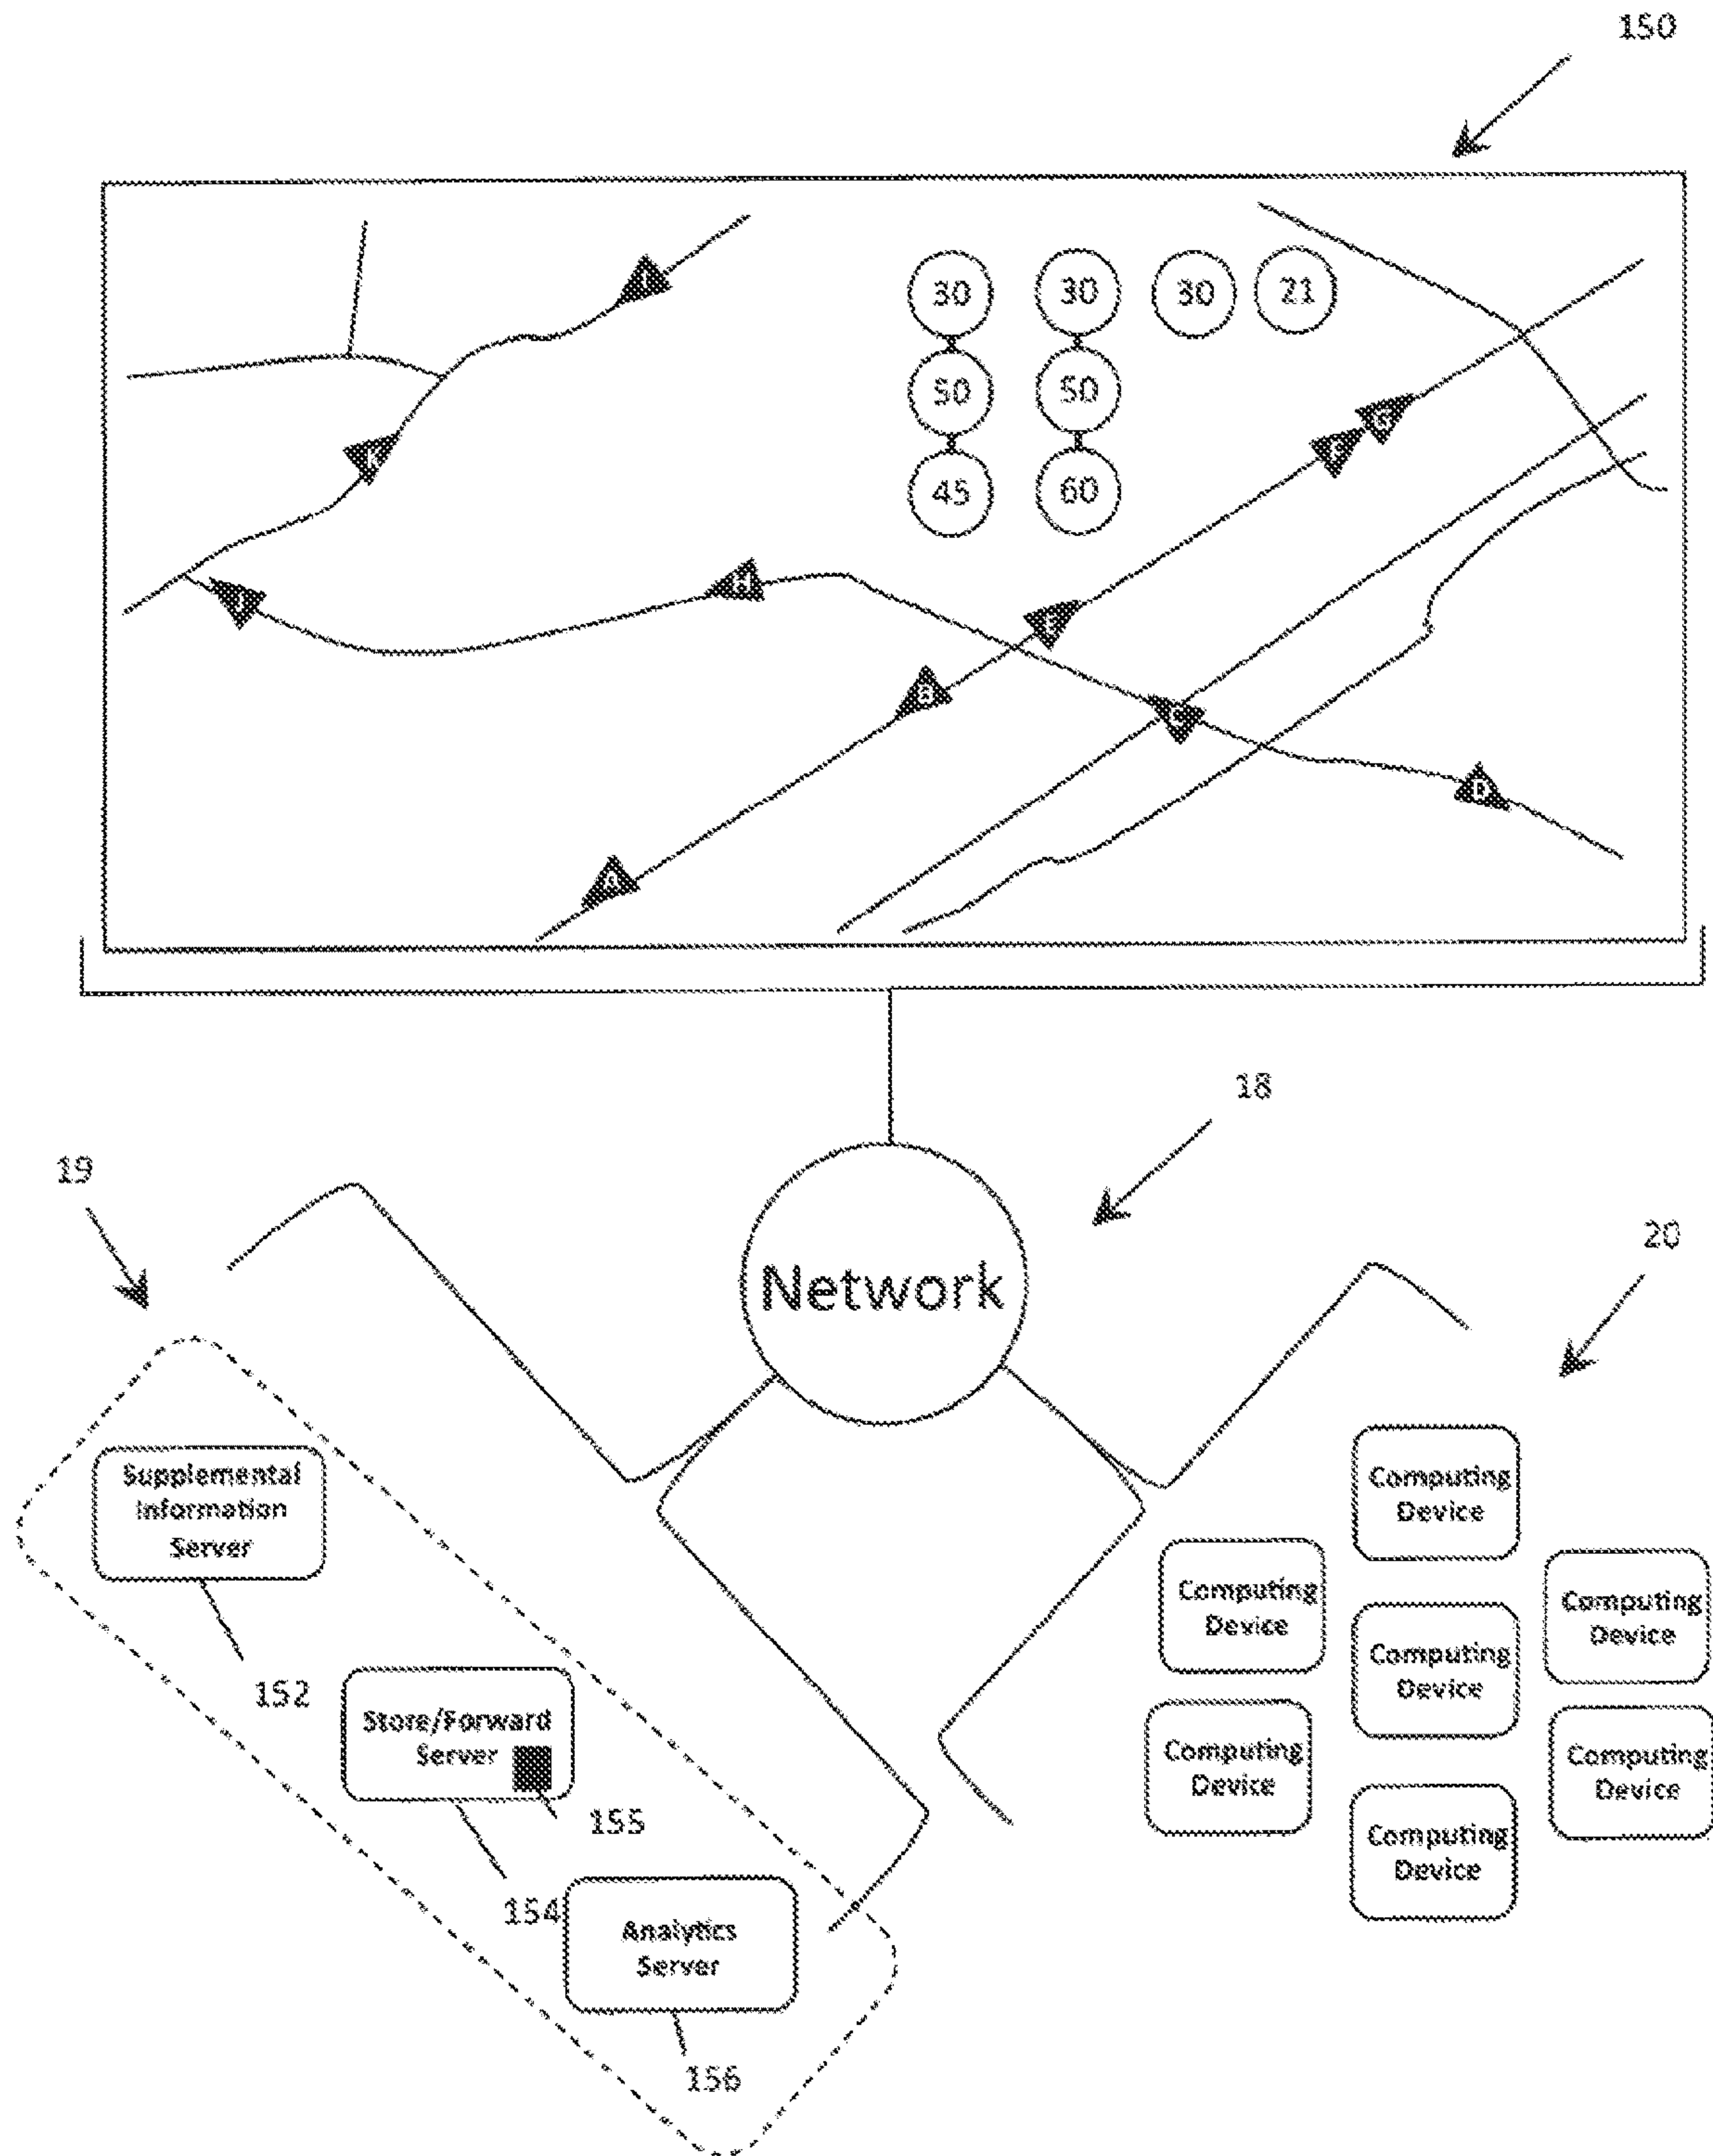 150
I
30
30
30
21
50
50
G
K
F
45
60
H
J
E
B
C
D
A
18
19
20
Network
Supplemental
Information
Server
Computing
Device
Computing
Device
Computing
Device
Computing
Device
152
Store/Forward
Server
Computing
Device
Computing
Device
155
Computing
Device
154
Analytics
Server
156